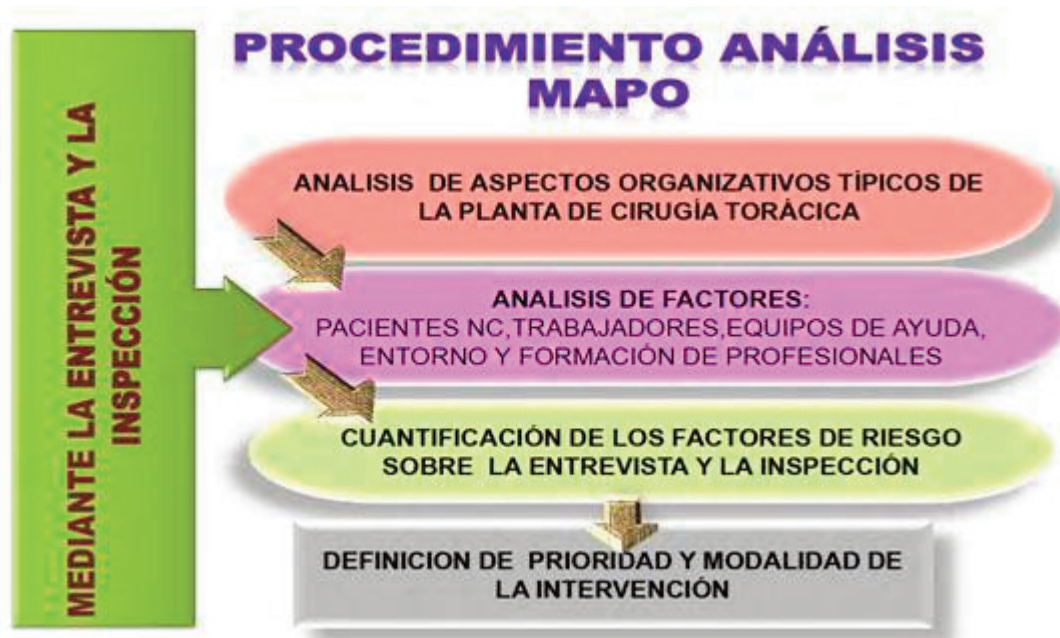 MEDIANTE LA ENTREVISTA Y LA
INSPECCIÓN
PROCEDIMIENTO ANÁLISIS
MAPO
ANALISIS DE ASPECTOS ORGANIZATIVOS TÍPICOS DE
LA PLANTA DE CIRUGÍA TORÁCICA
ANALISIS DE FACTORES:
PACIENTES NC,TRABAJADORES,EQUIPOS DE AYUDA,
ENTORNO Y FORMACIÓN DE PROFESIONALES
CUANTIFICACIÓN DE LOS FACTORES DE RIESGO
SOBRE LA ENTREVISTA Y LA INSPECCIÓN
DEFINICION DE PRIORIDAD Y MODALIDAD DE
LA INTERVENCIÓN